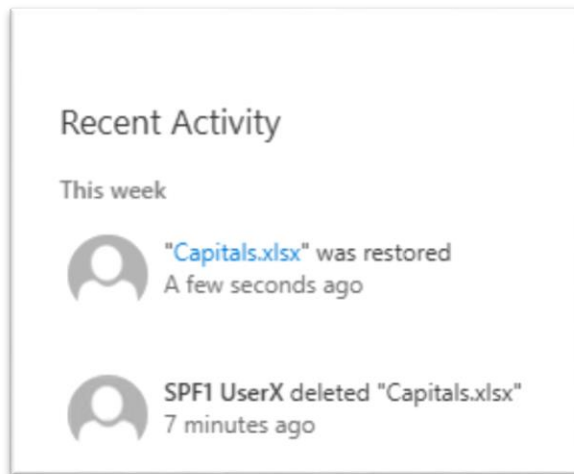 Recent Activity
This week
"Capitals.xlsx" was restored
A few seconds ago
SPF1 UserX deleted "Capitals.xlsx"
7 minutes ago